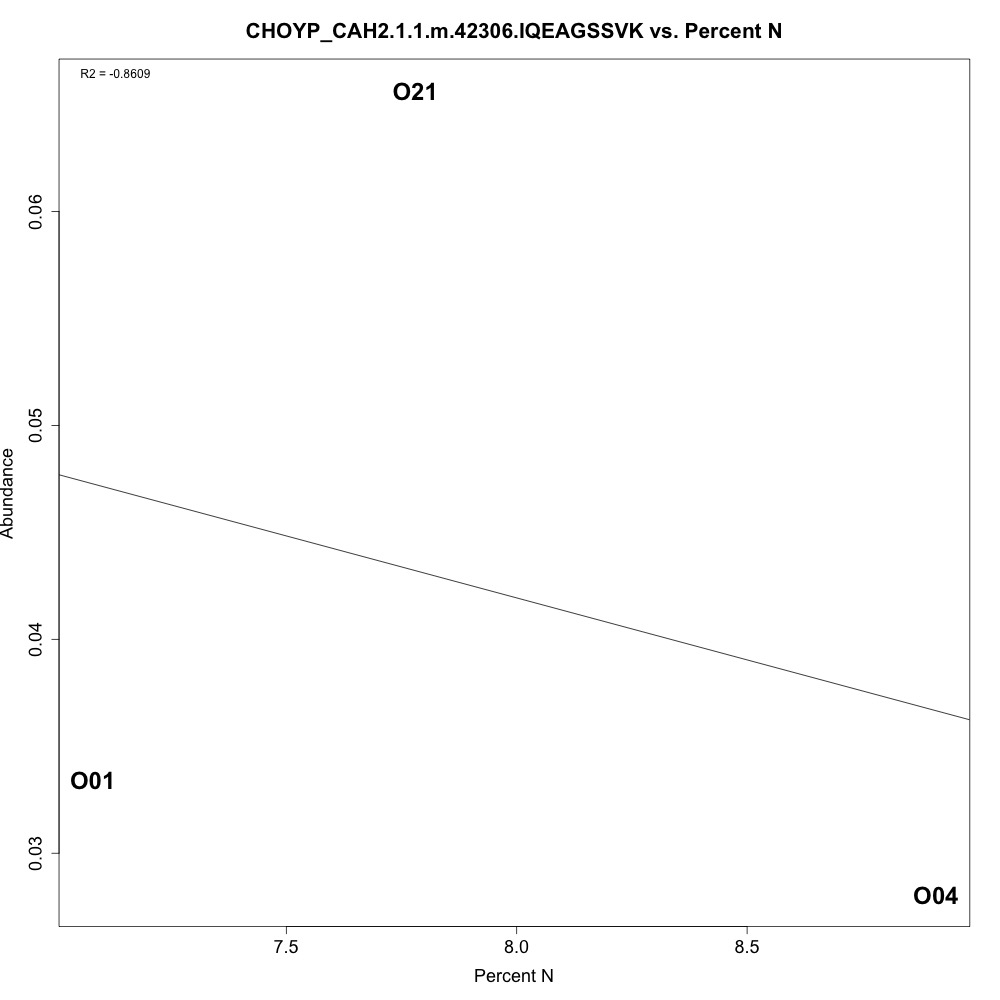 CHOYP_CAH2.1.1.m.42306.IQEAGSSVK vs. Percent N
R2 = -0.8609
O21
0.06
0.05
Abundance
0.04
O01
0.03
O04
7.5 8.0 8.5
Percent N